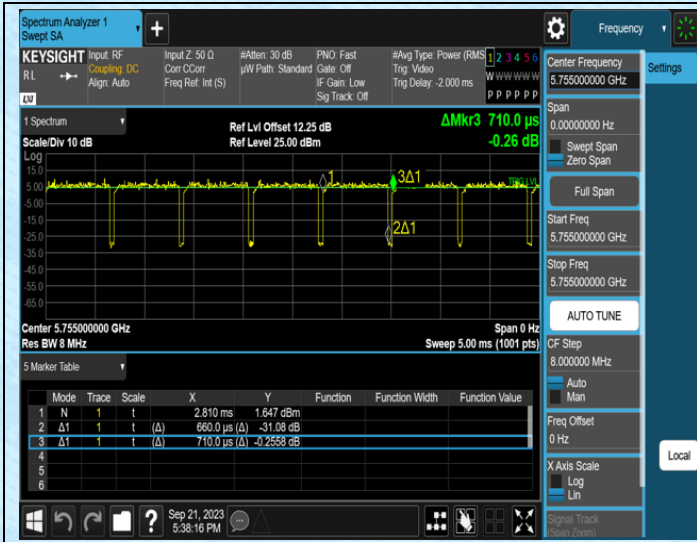 Spectrum Analyzer 1
Swept SA
Frequency
KEYSIGHT
RL
LXI
Input: RF
Coupling: DC
Align: Auto
Input Z: 50 Ω
Corr CCorr
Freq Ref: Int (S)
#Atten: 30 dB
µW Path: Standard
PNO: Fast
Gate: Off
IF Gain: Low
Sig Track: Off
#Avg Type: Power (RMS
Trig: Video
Trig Delay: -2.000 ms
1 2 3 4 5 6
W W W W W W
P P P P P P
1 Spectrum
Scale/Div 10 dB
Ref Lvl Offset 12.25 dB
Ref Level 25.00 dBm
ΔMkr3 710.0 µs
-0.26 dB
Log
15.0
5.00
-5.00
-15.0
-25.0
-35.0
-45.0
-55.0
-65.0
1
3Δ1
2Δ1
TRIG LVL
Center 5.755000000 GHz
Res BW 8 MHz
Span 0 Hz
Sweep 5.00 ms (1001 pts)
5 Marker Table
Mode Trace Scale X Y Function Function Width Function Value
1 N 1 t 2.810 ms 1.647 dBm
2 Δ1 1 t (Δ) 660.0 µs (Δ) -31.08 dB
3 Δ1 1 t (Δ) 710.0 µs (Δ) -0.2558 dB
4
5
6
Sep 21, 2023
5:38:16 PM
Center Frequency
5.755000000 GHz
Settings
Span
0.00000000 Hz
Swept Span
Zero Span
Full Span
Start Freq
5.755000000 GHz
Stop Freq
5.755000000 GHz
AUTO TUNE
CF Step
8.000000 MHz
Auto
Man
Freq Offset
0 Hz
X Axis Scale
Log
Lin
Local
Signal Track
(Span Zoom)